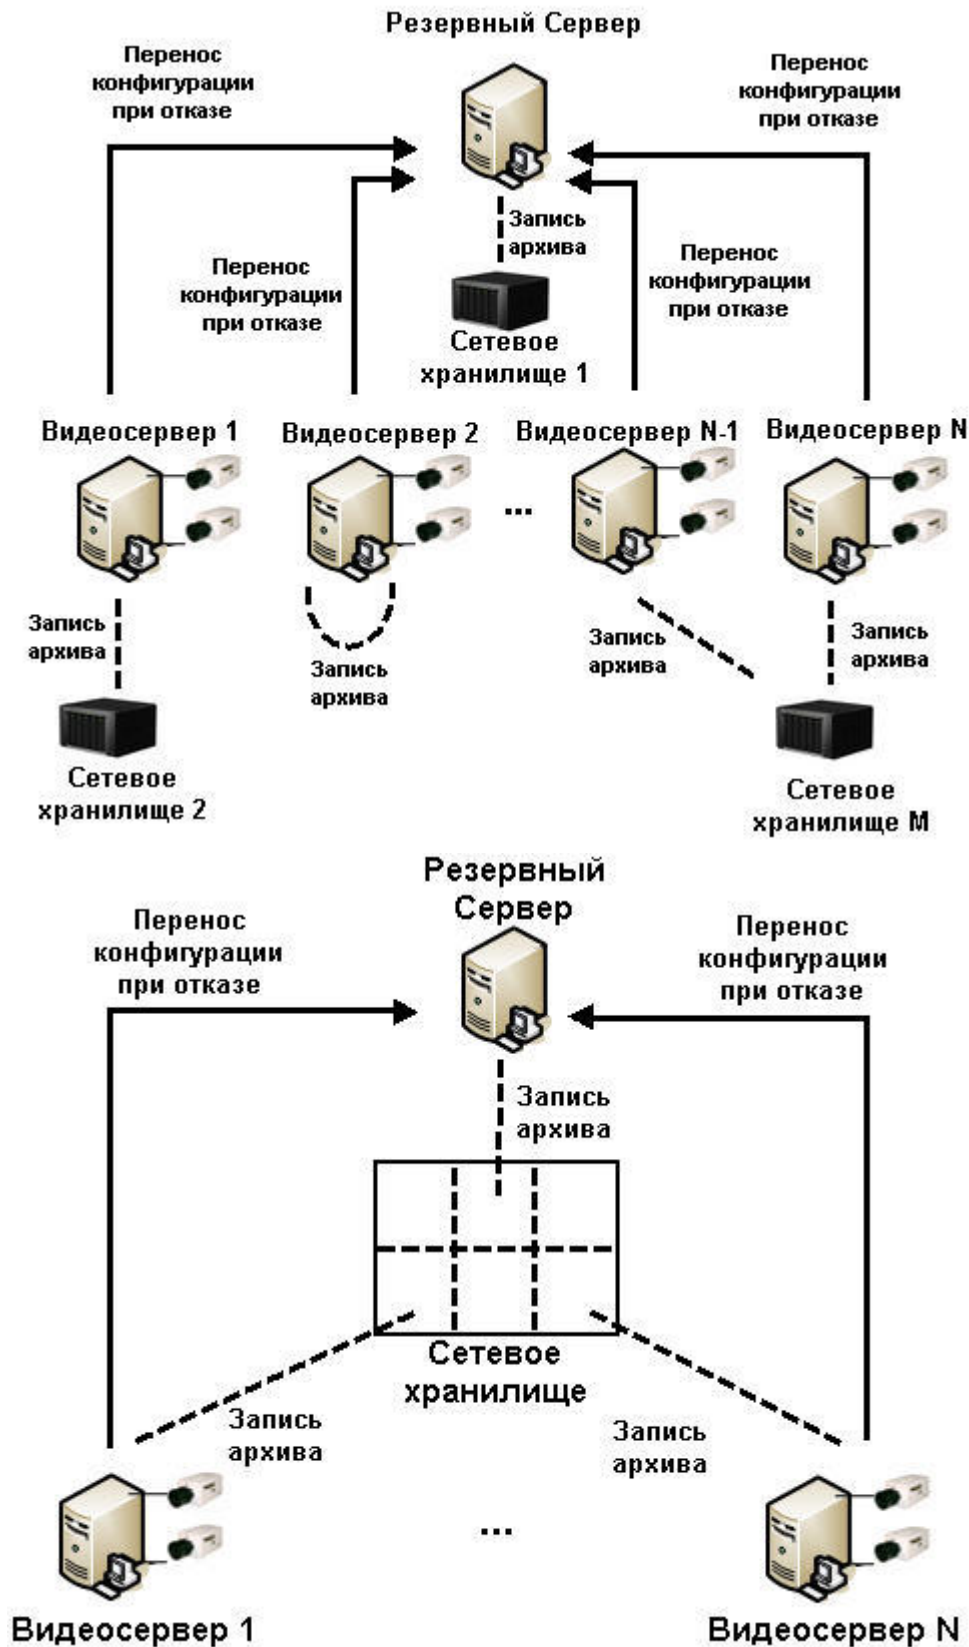 Резервный Сервер
Перенос
конфигурации
при отказе
Перенос
конфигурации
при отказе
Запись
архива
Перенос
конфигурации
при отказе
Перенос
конфигурации
при отказе
Сетевое
хранилище 1
Видеосервер 1
Видеосервер 2
Видеосервер N-1
Видеосервер N
...
Запись
архива
Запись
архива
Запись
архива
Запись
архива
Сетевое
хранилище 2
Сетевое
хранилище M
Резервный
Сервер
Перенос
конфигурации
при отказе
Перенос
конфигурации
при отказе
Запись
архива
Сетевое
хранилище
Запись
архива
Запись
архива
...
Видеосервер 1
Видеосервер N